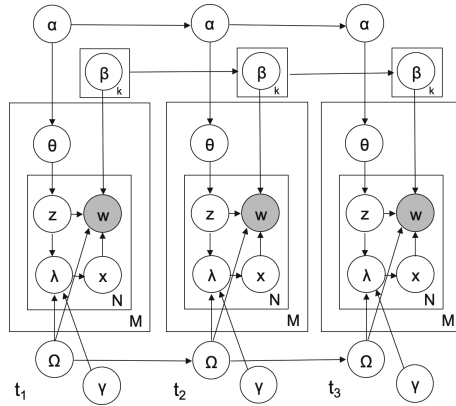 α α α
β k β k β k
θ θ θ
z w z w z w
λ x λ x λ x
N N N
M M M
Ω Ω Ω
t1 γ t2 γ t3 γ